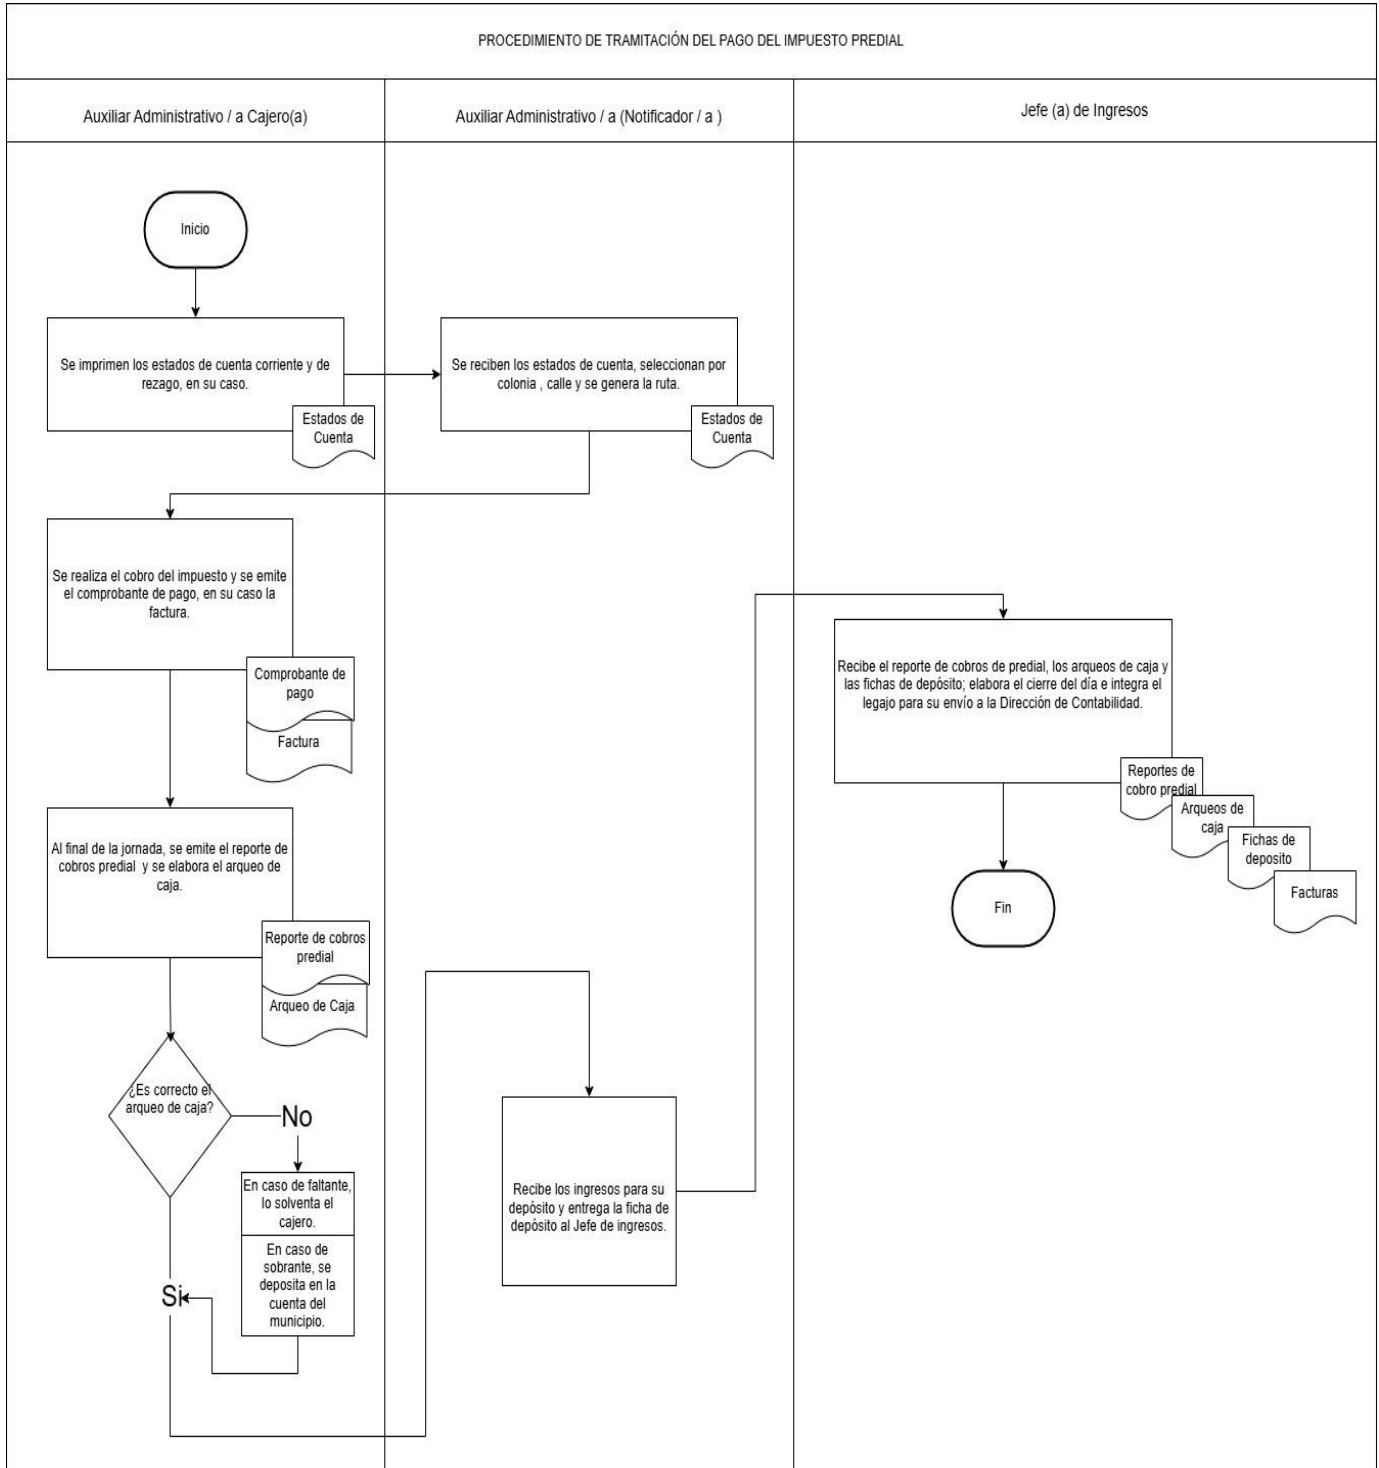 PROCEDIMIENTO DE TRAMITACIÓN DEL PAGO DEL IMPUESTO PREDIAL
Auxiliar Administrativo / a Cajero(a)
Auxiliar Administrativo / a (Notificador / a )
Jefe (a) de Ingresos
Inicio
Se imprimen los estados de cuenta corriente y de
rezago, en su caso.
Estados de
Cuenta
Se reciben los estados de cuenta, seleccionan por
colonia , calle y se genera la ruta.
Estados de
Cuenta
Se realiza el cobro del impuesto y se emite
el comprobante de pago, en su caso la
factura.
Comprobante de
pago
Factura
Al final de la jornada, se emite el reporte de
cobros predial y se elabora el arqueo de
caja.
Reporte de cobros
predial
Arqueo de Caja
¿Es correcto el
arqueo de caja?
No
En caso de faltante,
lo solventa el
cajero.
En caso de
sobrante, se
deposita en la
cuenta del
municipio.
Si
Recibe los ingresos para su
depósito y entrega la ficha de
depósito al Jefe de ingresos.
Recibe el reporte de cobros de predial, los arqueos de caja y
las fichas de depósito; elabora el cierre del día e integra el
legajo para su envío a la Dirección de Contabilidad.
Reportes de
cobro predial
Arqueos de
caja
Fichas de
deposito
Facturas
Fin